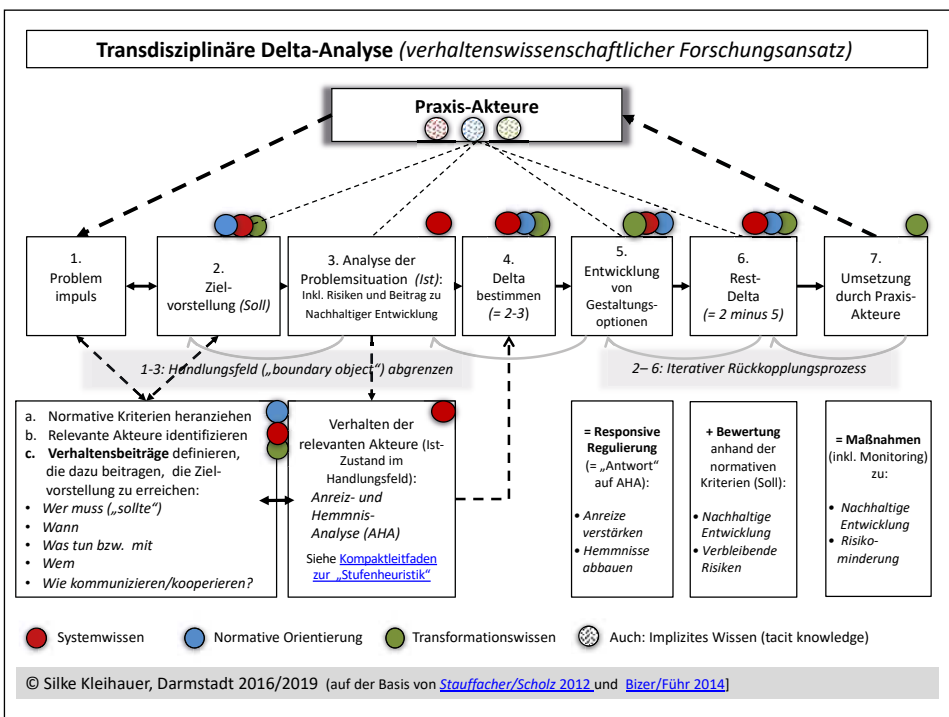 Transdisziplinäre Delta-Analyse (verhaltenswissenschaftlicher Forschungsansatz)
Praxis-Akteure
1.
Problem
impuls
2.
Ziel-
vorstellung (Soll)
3. Analyse der
Problemsituation (Ist):
Inkl. Risiken und Beitrag zu
Nachhaltiger Entwicklung
4.
Delta
bestimmen
(= 2-3)
5.
Entwicklung
von
Gestaltungs-
optionen
6.
Rest-
Delta
(= 2 minus 5)
7.
Umsetzung
durch Praxis-
Akteure
1-3: Handlungsfeld („boundary object“) abgrenzen
2– 6: Iterativer Rückkopplungsprozess
a. Normative Kriterien heranziehen
b. Relevante Akteure identifizieren
c. Verhaltensbeiträge definieren,
die dazu beitragen, die Ziel-
vorstellung zu erreichen:
• Wer muss („sollte“)
• Wann
• Was tun bzw. mit
• Wem
• Wie kommunizieren/kooperieren?
Verhalten der
relevanten Akteure (Ist-
Zustand im
Handlungsfeld):
Anreiz- und
Hemmnis-
Analyse (AHA)
Siehe Kompaktleitfaden
zur „Stufenheuristik“
= Responsive
Regulierung
(= „Antwort“
auf AHA):
• Anreize
verstärken
• Hemmnisse
abbauen
+ Bewertung
anhand der
normativen
Kriterien (Soll):
• Nachhaltige
Entwicklung
• Verbleibende
Risiken
= Maßnahmen
(inkl. Monitoring)
zu:
• Nachhaltige
Entwicklung
• Risiko-
minderung
Systemwissen
Normative Orientierung
Transformationswissen
Auch: Implizites Wissen (tacit knowledge)
© Silke Kleihauer, Darmstadt 2016/2019 (auf der Basis von Stauffacher/Scholz 2012 und Bizer/Führ 2014]